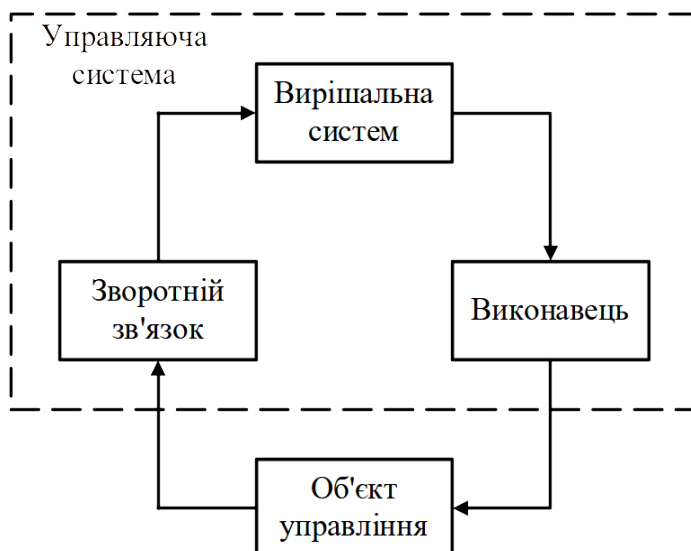 Управляюча
система
Вирішальна
систем
Зворотній
зв'язок
Виконавець
Об'єкт
управління